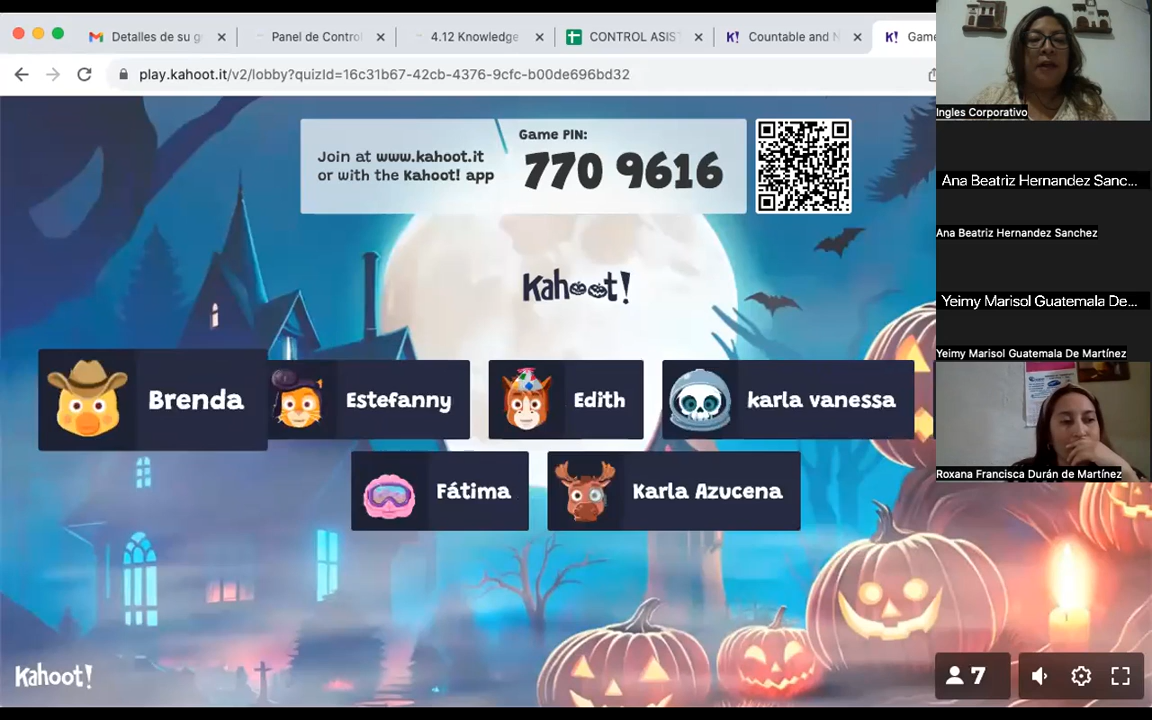 Detalles de su g
Panel de Contro
4.12 Knowledge
CONTROL ASIS
K! Countable and N
K! Game
play.kahoot.it/v2/lobby?quizId=16c31b67-42cb-4376-9cfc-b00de696bd32
Join at www.kahoot.it
or with the Kahoot! app
Game PIN:
770 9616
Kahoot!
Brenda
Estefanny
Edith
karla vanessa
Fátima
Karla Azucena
Kahoot!
7
Ingles Corporativo
Ana Beatriz Hernandez Sanc...
Ana Beatriz Hernandez Sanchez
Yeimy Marisol Guatemala De...
Yeimy Marisol Guatemala De Martínez
Roxana Francisca Durán de Martínez